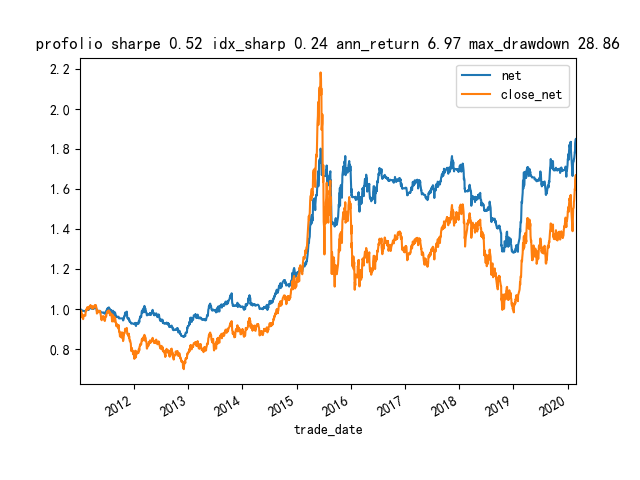 profolio sharpe 0.52 idx_sharp 0.24 ann_return 6.97 max_drawdown 28.86
net
close_net
2.2
2.0
1.8
1.6
1.4
1.2
1.0
0.8
2012 2013 2014 2015 2016 2017 2018 2019 2020
trade_date